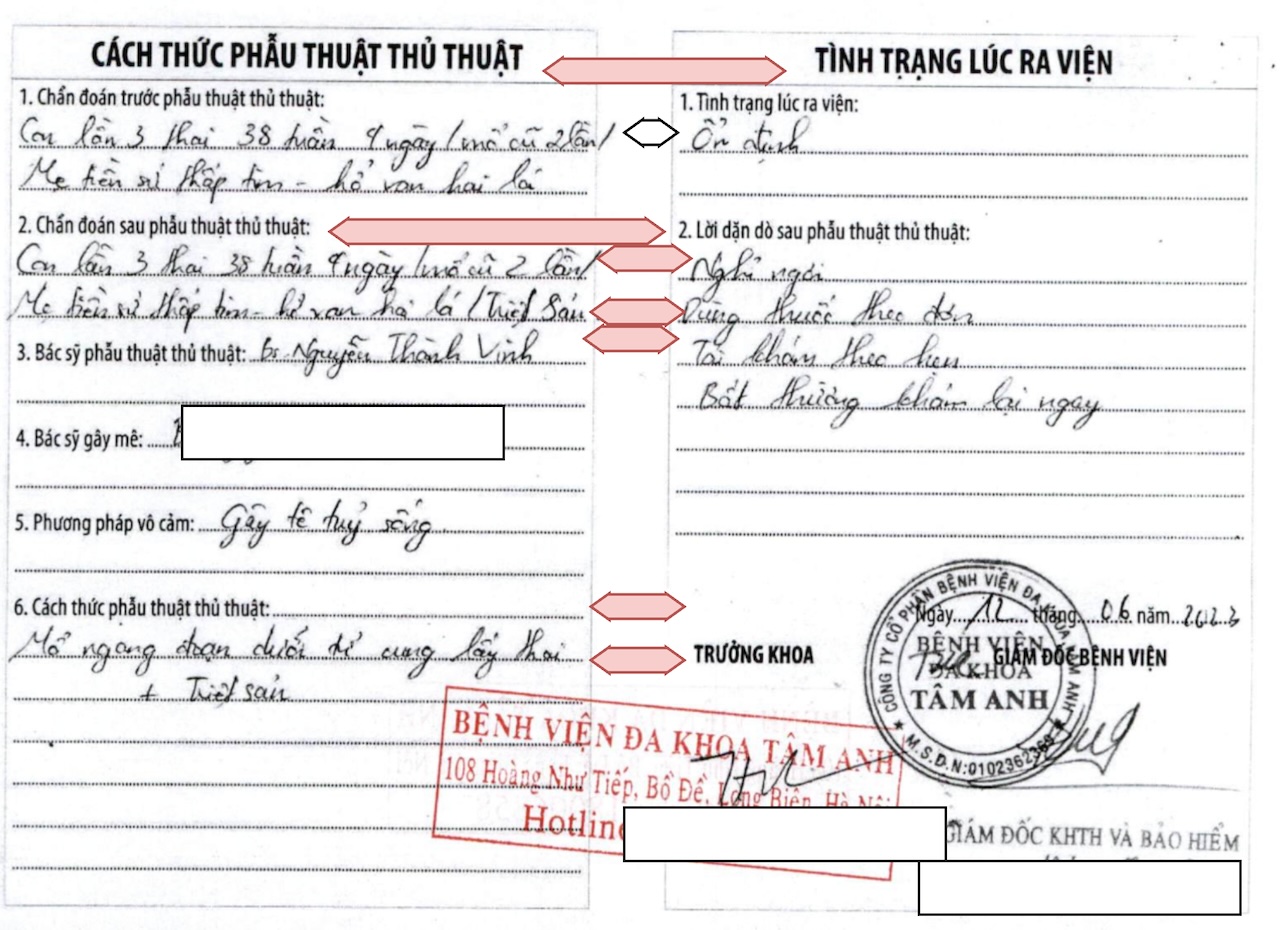 CÁCH THỨC PHẪU THUẬT THỦ THUẬT
1. Chẩn đoán trước phẫu thuật thủ thuật:
Con lần 3 thai 38 tuần 4 ngày / mổ cũ 2 lần /
Mẹ tiền sử thấp tim - hở van hai lá
2. Chẩn đoán sau phẫu thuật thủ thuật:
Con lần 3 thai 38 tuần 4 ngày / mổ cũ 2 lần /
Mẹ tiền sử thấp tim - hở van hai lá / Triệt sản
3. Bác sỹ phẫu thuật thủ thuật: Bs. Nguyễn Thành Vinh
4. Bác sỹ gây mê:
5. Phương pháp vô cảm: Gây tê tuỷ sống
6. Cách thức phẫu thuật thủ thuật:
Mổ ngang đoạn dưới tử cung lấy thai
+ Triệt sản
TÌNH TRẠNG LÚC RA VIỆN
1. Tình trạng lúc ra viện:
Ổn định
2. Lời dặn dò sau phẫu thuật thủ thuật:
Nghỉ ngơi
Dùng thuốc theo đơn
Tái khám theo hẹn
Bất thường khám lại ngay
Ngày 12 tháng 06 năm 2023
TRƯỞNG KHOA
GIÁM ĐỐC BỆNH VIỆN
CÔNG TY CỔ PHẦN BỆNH VIỆN ĐA KHOA TÂM ANH
BỆNH VIỆN
ĐA KHOA
TÂM ANH
M.S.D.N:0102362369
BỆNH VIỆN ĐA KHOA TÂM ANH
108 Hoàng Như Tiếp, Bồ Đề, Long Biên, Hà Nội
Hotline
GIÁM ĐỐC KHTH VÀ BẢO HIỂM